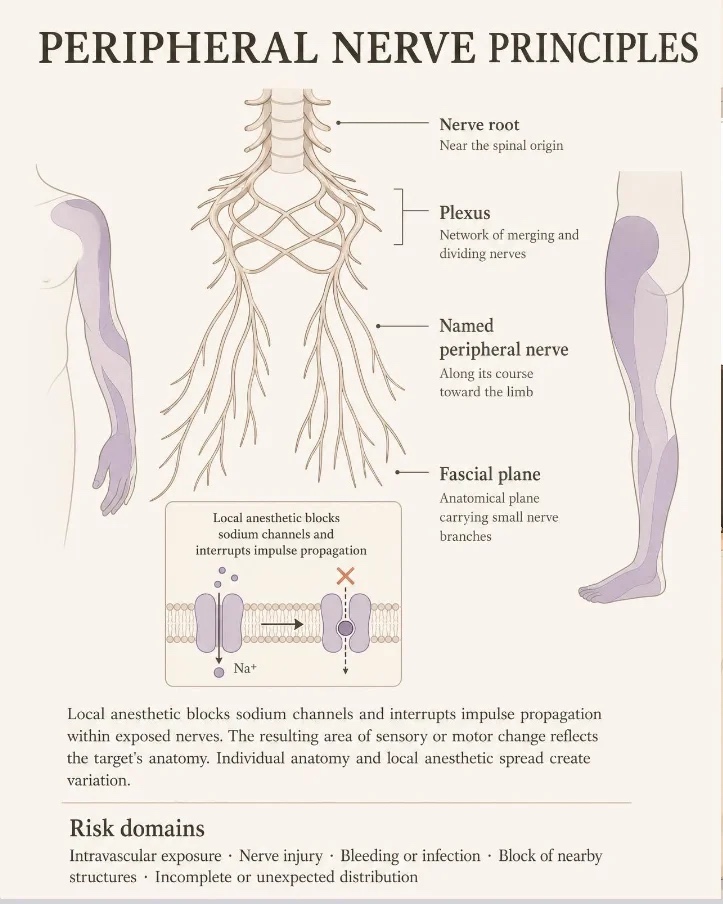 PERIPHERAL NERVE PRINCIPLES
Nerve root
Near the spinal origin
Plexus
Network of merging and
dividing nerves
Named
peripheral nerve
Along its course
toward the limb
Fascial plane
Anatomical plane
carrying small nerve
branches
Local anesthetic blocks
sodium channels and
interrupts impulse propagation
Na⁺
Local anesthetic blocks sodium channels and interrupts impulse propagation
within exposed nerves. The resulting area of sensory or motor change reflects
the target's anatomy. Individual anatomy and local anesthetic spread create
variation.
Risk domains
Intravascular exposure · Nerve injury · Bleeding or infection · Block of nearby
structures · Incomplete or unexpected distribution